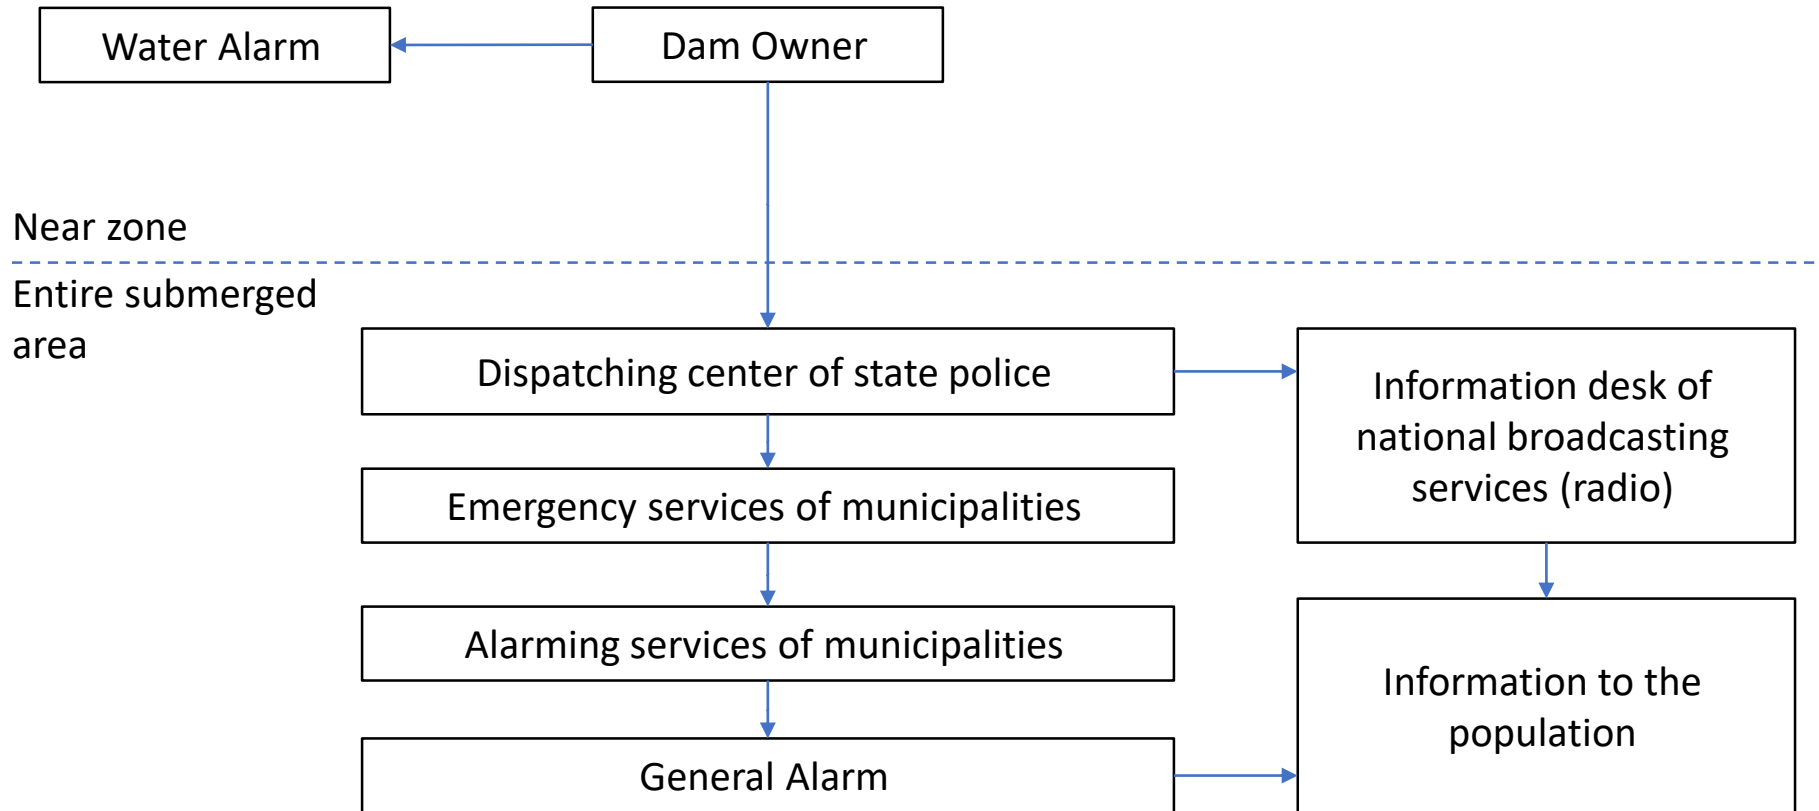 Water Alarm
Dam Owner
Near zone
Entire submerged
area
Dispatching center of state police
Information desk of
national broadcasting
services (radio)
Emergency services of municipalities
Alarming services of municipalities
Information to the
population
General Alarm